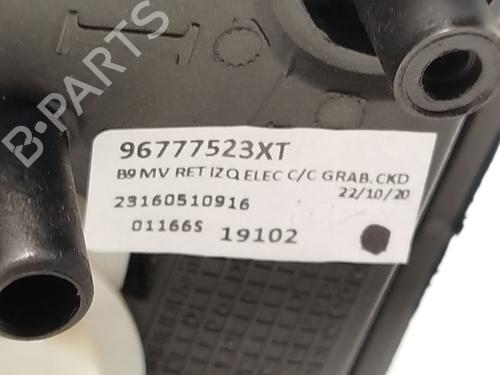 B-PARTS
96777523XT
B9 MV RET IZQ ELEC C/C GRAB.CKD
22/10/20
23160510916
01166S 19102